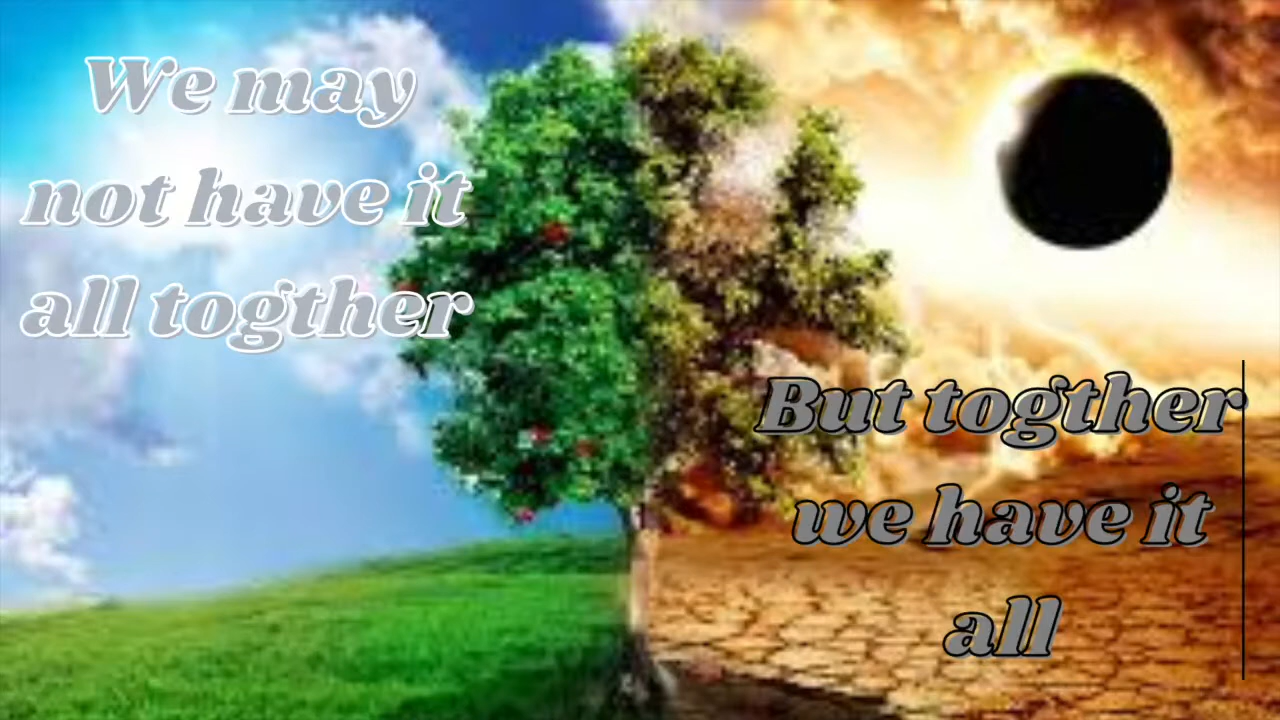 We may
not have it
all togther
But togther
we have it
all